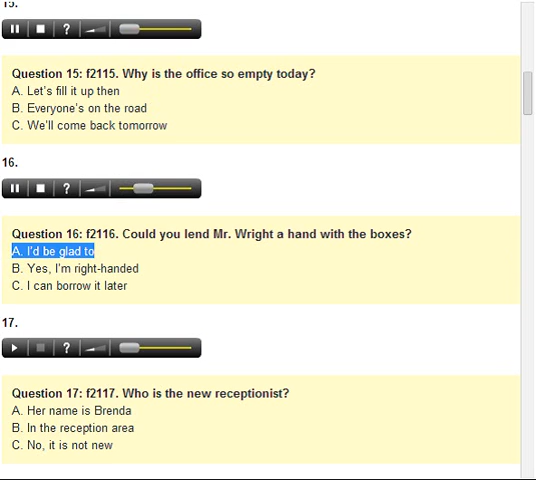 15.
?
Question 15: f2115. Why is the office so empty today?
A. Let's fill it up then
B. Everyone's on the road
C. We'll come back tomorrow
16.
?
Question 16: f2116. Could you lend Mr. Wright a hand with the boxes?
A. I'd be glad to
B. Yes, I'm right-handed
C. I can borrow it later
17.
?
Question 17: f2117. Who is the new receptionist?
A. Her name is Brenda
B. In the reception area
C. No, it is not new